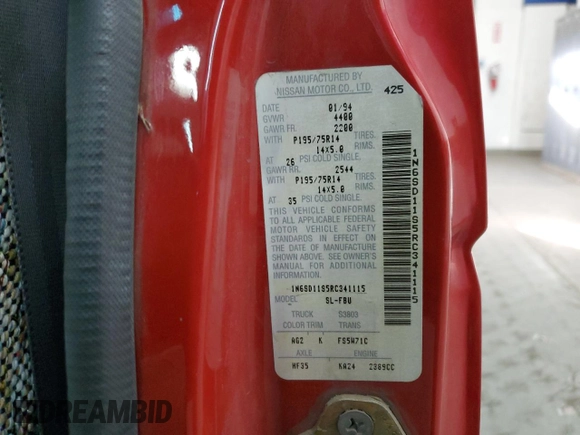 MANUFACTURED BY
NISSAN MOTOR CO., LTD. 425
DATE 01/94
GVWR 4400
GAWR FR. 2200
WITH P195/75R14 TIRES.
14X5.0 RIMS.
AT 26 PSI COLD SINGLE.
GAWR RR. 2544
WITH P195/75R14 TIRES.
14X5.0 RIMS.
AT 35 PSI COLD SINGLE.
THIS VEHICLE CONFORMS
TO ALL APPLICABLE FEDERAL
MOTOR VEHICLE SAFETY
STANDARDS IN EFFECT ON
THE DATE OF MANUFACTURE
SHOWN ABOVE. SEE OWNER'S
MANUAL FOR ADDITIONAL
INFORMATION.
1N6SD11S5RC341115
MODEL SL-FBU
TRUCK S3803
COLOR TRIM TRANS
AG2 K FS5W71C
AXLE ENGINE
HF35 KA24 2389CC
1N6SD11S5RC341115
DREAMBID